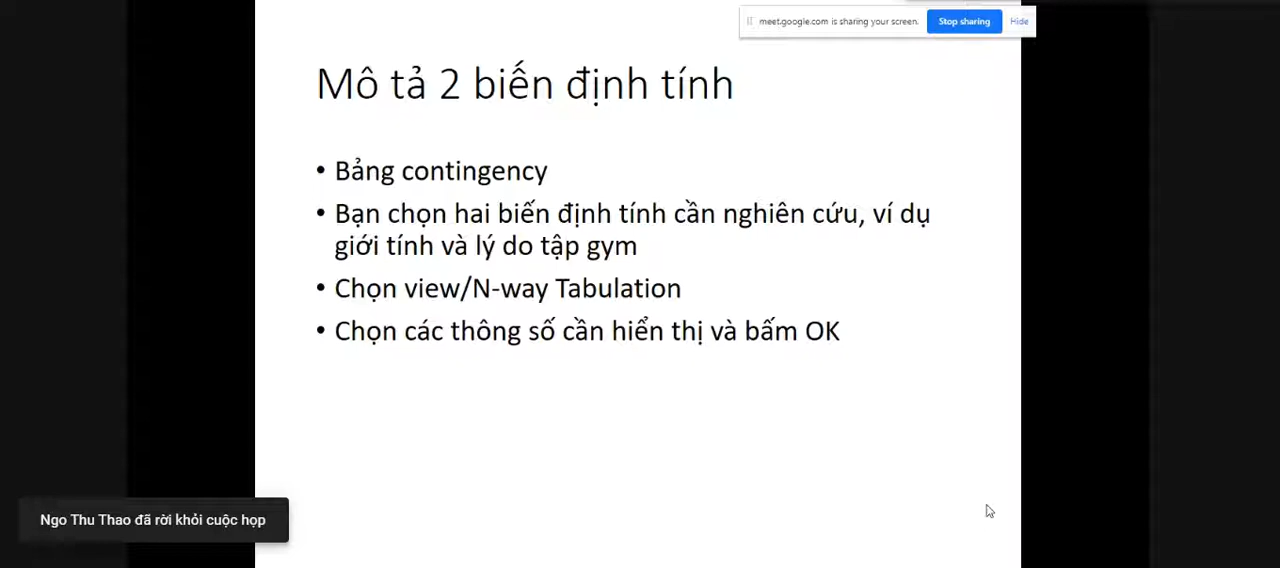 meet.google.com is sharing your screen.
Stop sharing
Hide
Mô tả 2 biến định tính
• Bảng contingency
• Bạn chọn hai biến định tính cần nghiên cứu, ví dụ
giới tính và lý do tập gym
• Chọn view/N-way Tabulation
• Chọn các thông số cần hiển thị và bấm OK
Ngo Thu Thao đã rời khỏi cuộc họp